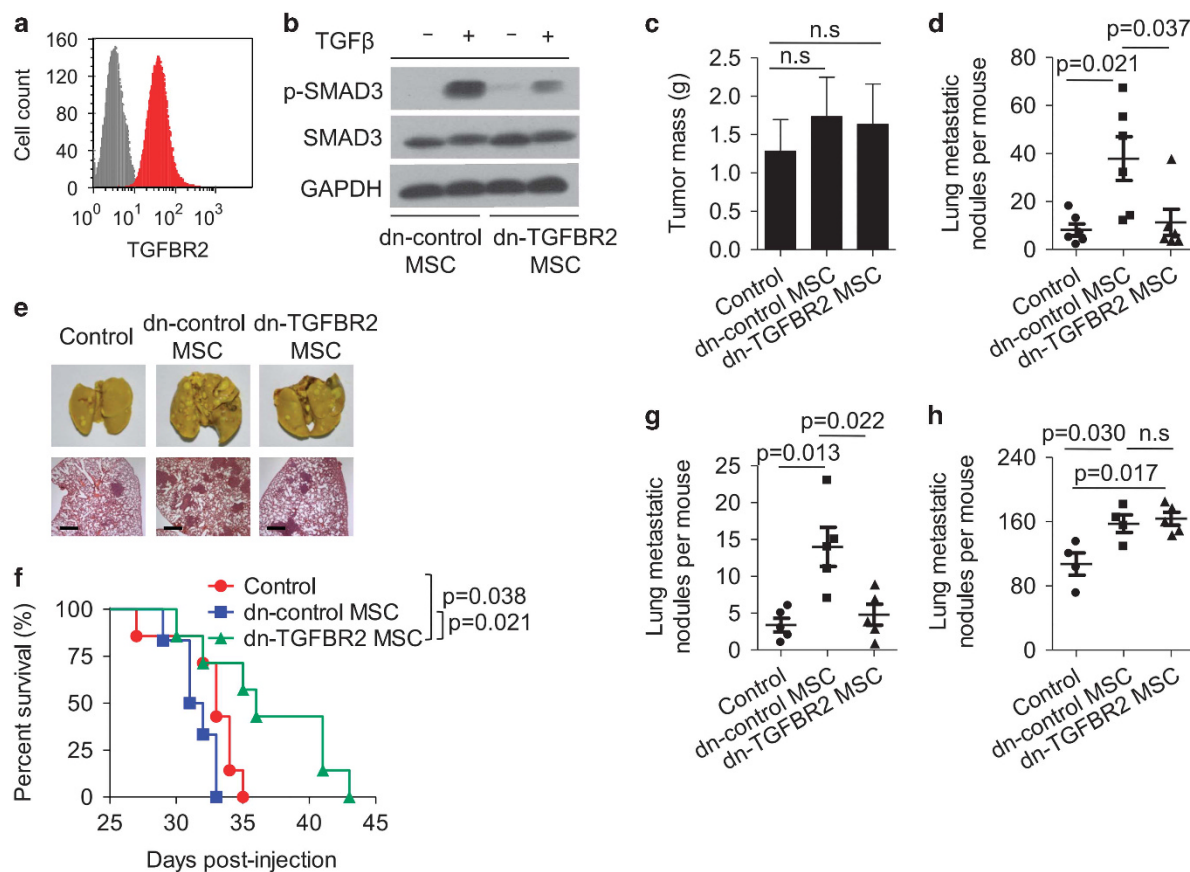 a
160
120
80
40
0
Cell count
10⁰ 10¹ 10² 10³
TGFBR2
b
TGFβ − + − +
p-SMAD3
SMAD3
GAPDH
dn-control
MSC
dn-TGFBR2
MSC
c
n.s
n.s
2.5
2.0
1.5
1.0
0.5
0.0
Tumor mass (g)
Control
dn-control MSC
dn-TGFBR2 MSC
d
p=0.037
p=0.021
80
60
40
20
0
Lung metastatic
nodules per mouse
Control
dn-control MSC
dn-TGFBR2 MSC
e
Control
dn-control
MSC
dn-TGFBR2
MSC
f
Control
dn-control MSC
dn-TGFBR2 MSC
p=0.038
p=0.021
100
75
50
25
0
Percent survival (%)
25 30 35 40 45
Days post-injection
g
p=0.022
p=0.013
25
20
15
10
5
0
Lung metastatic
nodules per mouse
Control
dn-control MSC
dn-TGFBR2 MSC
h
p=0.030
n.s
p=0.017
240
160
80
0
Lung metastatic
nodules per mouse
Control
dn-control MSC
dn-TGFBR2 MSC